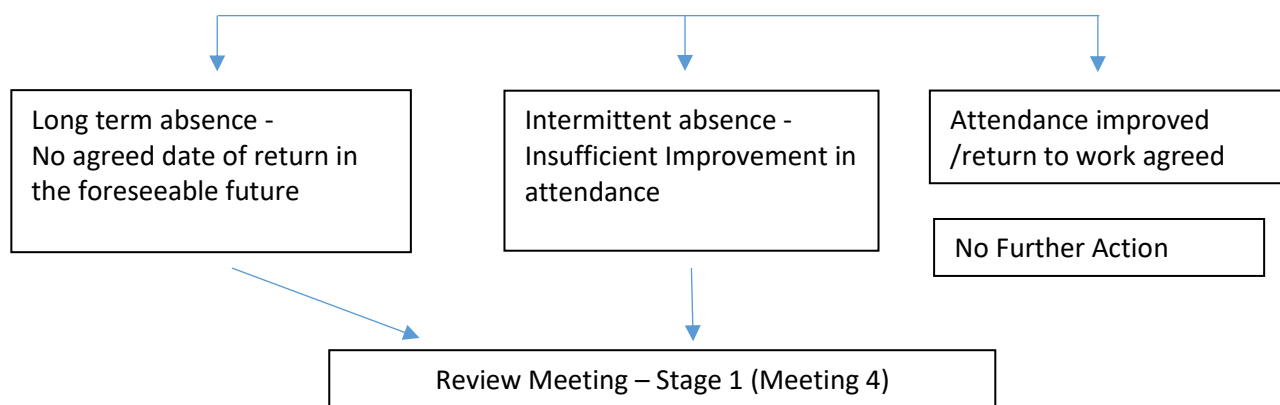 Long term absence -
No agreed date of return in
the foreseeable future
Intermittent absence -
Insufficient Improvement in
attendance
Attendance improved
/return to work agreed
No Further Action
Review Meeting – Stage 1 (Meeting 4)